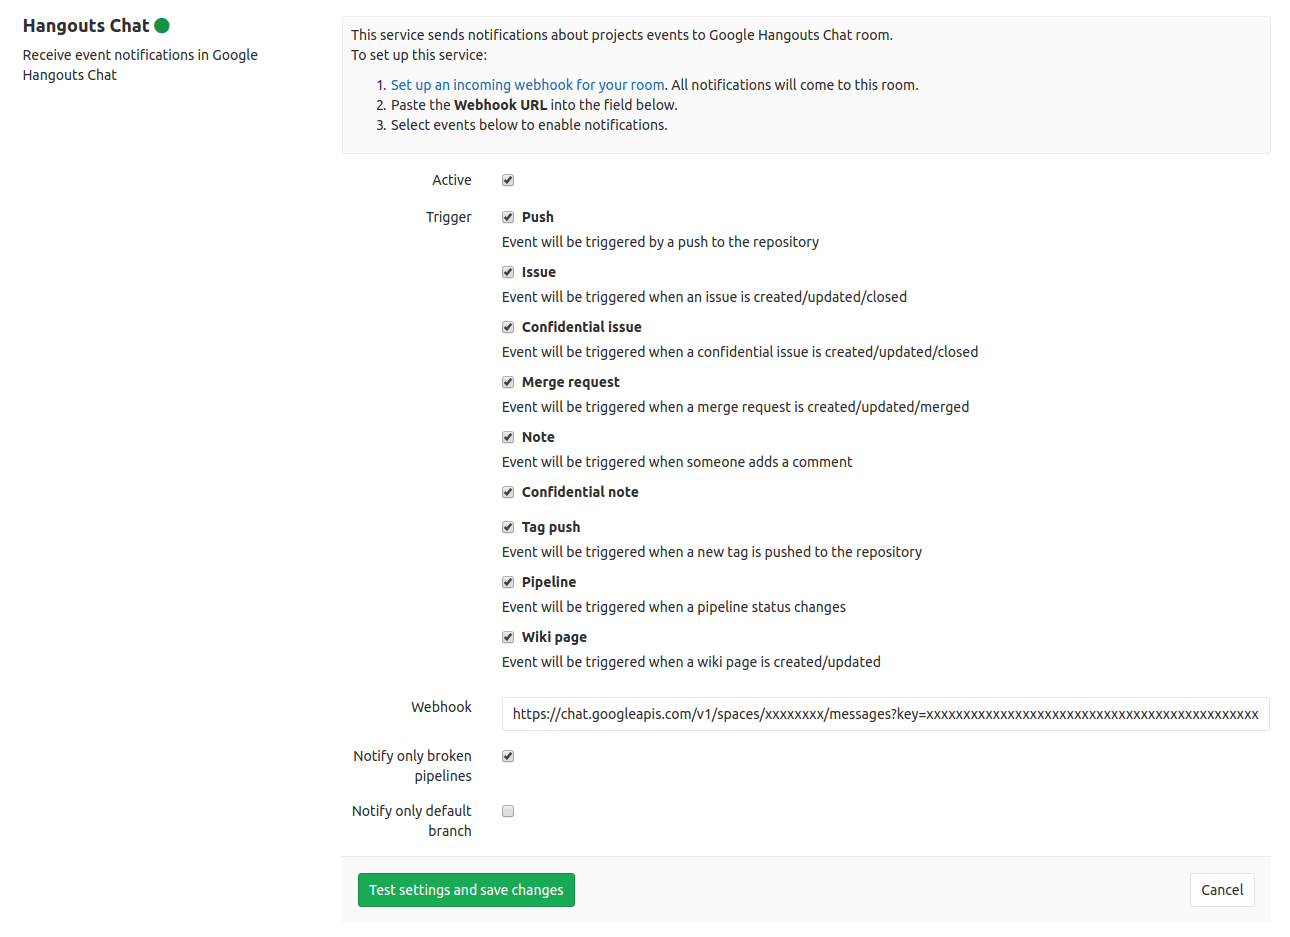 Hangouts Chat
Receive event notifications in Google
Hangouts Chat
This service sends notifications about projects events to Google Hangouts Chat room.
To set up this service:
1. Set up an incoming webhook for your room. All notifications will come to this room.
2. Paste the Webhook URL into the field below.
3. Select events below to enable notifications.
Active
Trigger
Push
Event will be triggered by a push to the repository
Issue
Event will be triggered when an issue is created/updated/closed
Confidential issue
Event will be triggered when a confidential issue is created/updated/closed
Merge request
Event will be triggered when a merge request is created/updated/merged
Note
Event will be triggered when someone adds a comment
Confidential note
Tag push
Event will be triggered when a new tag is pushed to the repository
Pipeline
Event will be triggered when a pipeline status changes
Wiki page
Event will be triggered when a wiki page is created/updated
Webhook
https://chat.googleapis.com/v1/spaces/xxxxxxxx/messages?key=xxxxxxxxxxxxxxxxxxxxxxxxxxxxxxxxxxxxxxxxxxxxxx
Notify only broken
pipelines
Notify only default
branch
Test settings and save changes
Cancel